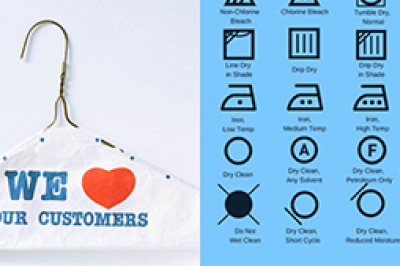 WE
OUR CUSTOMERS
Non-Chlorine
Bleach
Chlorine
Bleach
Tumble Dry,
Normal
Line Dry
in Shade
Drip Dry
Drip Dry
in Shade
Iron,
Low Temp
Iron,
Medium Temp
Iron,
High Temp
Dry Clean
A
Dry Clean,
Any Solvent
F
Dry Clean,
Petroleum Only
Do Not
Wet Clean
Dry Clean,
Short Cycle
Dry Clean,
Reduced Moisture